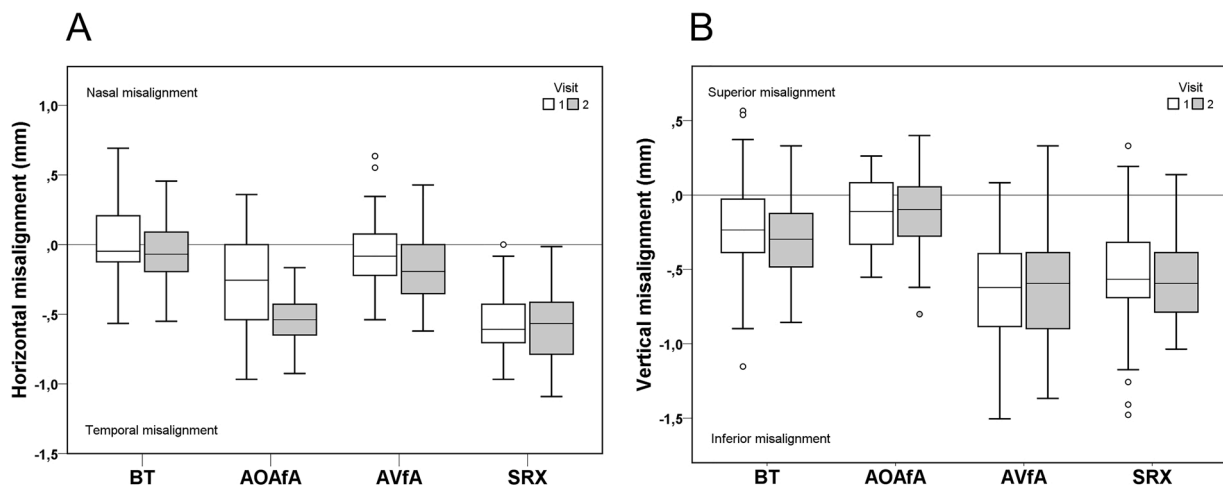 A
Horizontal misalignment (mm)
Nasal misalignment
Visit
1 2
1,0
,5
,0
-,5
-1,0
-1,5
Temporal misalignment
BT AOAfA AVfA SRX
B
Vertical misalignment (mm)
Superior misalignment
Visit
1 2
,5
,0
-,5
-1,0
-1,5
Inferior misalignment
BT AOAfA AVfA SRX